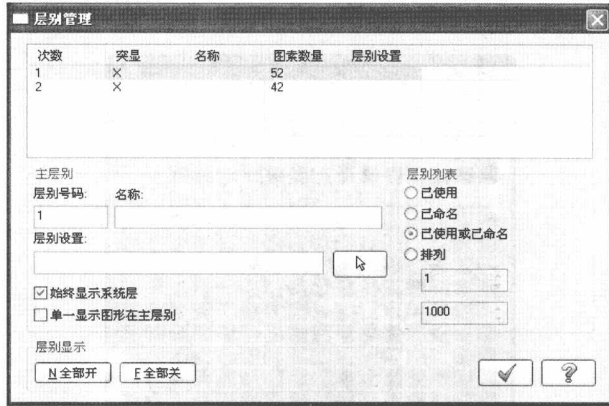 层别管理
次数 突显 名称 图素数量 层别设置
1 X 52
2 X 42
主层别
层别号码: 名称:
1
层别设置:
始终显示系统层
单一显示图形在主层别
层别列表
已使用
已命名
已使用或已命名
排列
1
1000
层别显示
N全部开 F全部关